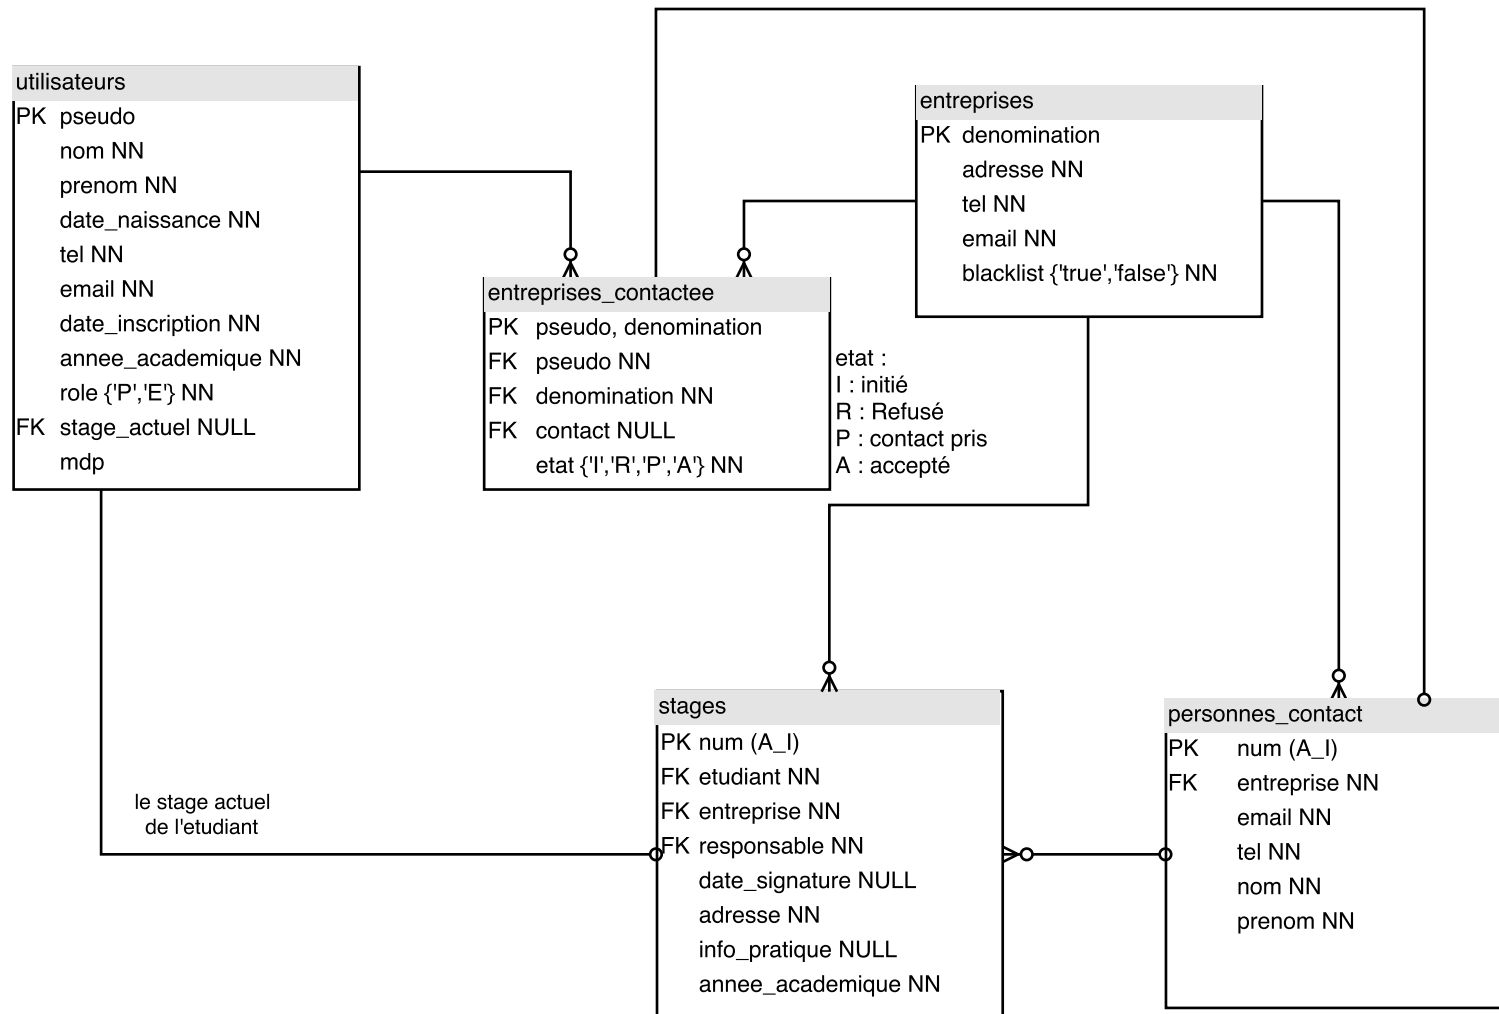 utilisateurs
PK pseudo
nom NN
prenom NN
date_naissance NN
tel NN
email NN
date_inscription NN
annee_academique NN
role {'P','E'} NN
FK stage_actuel NULL
mdp
entreprises
PK denomination
adresse NN
tel NN
email NN
blacklist {'true','false'} NN
entreprises_contactee
PK pseudo, denomination
FK pseudo NN
FK denomination NN
FK contact NULL
etat {'I','R','P','A'} NN
etat :
I : initié
R : Refusé
P : contact pris
A : accepté
le stage actuel
de l'etudiant
stages
PK num (A_I)
FK etudiant NN
FK entreprise NN
FK responsable NN
date_signature NULL
adresse NN
info_pratique NULL
annee_academique NN
personnes_contact
PK num (A_I)
FK entreprise NN
email NN
tel NN
nom NN
prenom NN